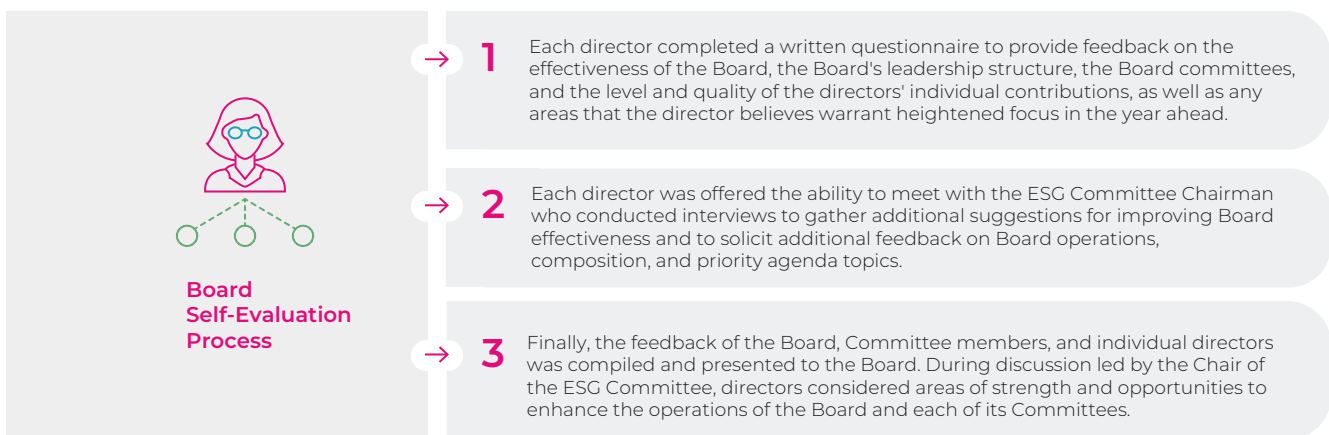 Board
Self-Evaluation
Process
1
Each director completed a written questionnaire to provide feedback on the
effectiveness of the Board, the Board's leadership structure, the Board committees,
and the level and quality of the directors' individual contributions, as well as any
areas that the director believes warrant heightened focus in the year ahead.
2
Each director was offered the ability to meet with the ESG Committee Chairman
who conducted interviews to gather additional suggestions for improving Board
effectiveness and to solicit additional feedback on Board operations,
composition, and priority agenda topics.
3
Finally, the feedback of the Board, Committee members, and individual directors
was compiled and presented to the Board. During discussion led by the Chair of
the ESG Committee, directors considered areas of strength and opportunities to
enhance the operations of the Board and each of its Committees.